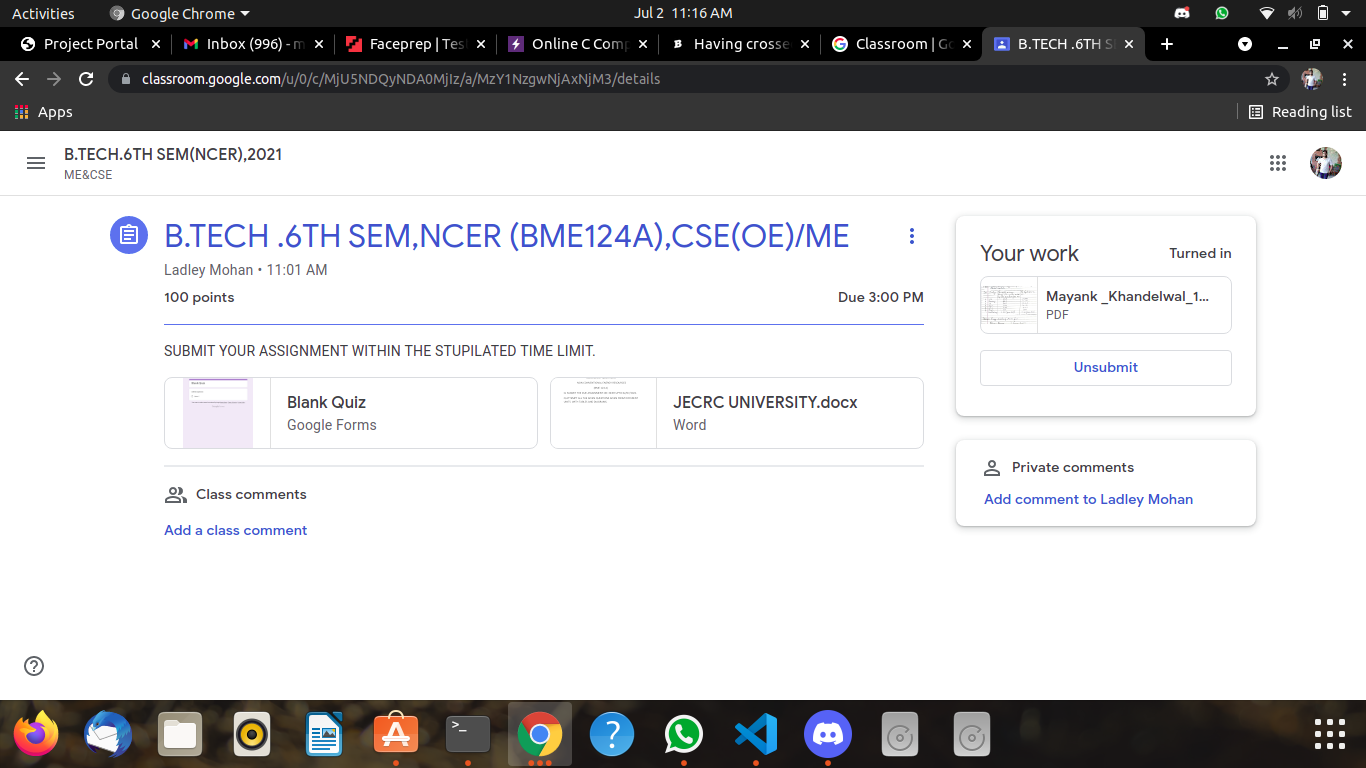 Activities
Google Chrome
Jul 2 11:16 AM
Project Portal
Inbox (996) - m
Faceprep | Tes
Online C Comp
Having crosse
Classroom | Go
B.TECH .6TH S
classroom.google.com/u/0/c/MjU5NDQyNDA0MjIz/a/MzY1NzgwNjAxNjM3/details
Apps
Reading list
B.TECH.6TH SEM(NCER),2021
ME&CSE
B.TECH .6TH SEM,NCER (BME124A),CSE(OE)/ME
Ladley Mohan • 11:01 AM
100 points
Due 3:00 PM
SUBMIT YOUR ASSIGNMENT WITHIN THE STUPILATED TIME LIMIT.
Blank Quiz
Google Forms
JECRC UNIVERSITY.docx
Word
Class comments
Add a class comment
Your work
Turned in
Mayank _Khandelwal_1...
PDF
Unsubmit
Private comments
Add comment to Ladley Mohan